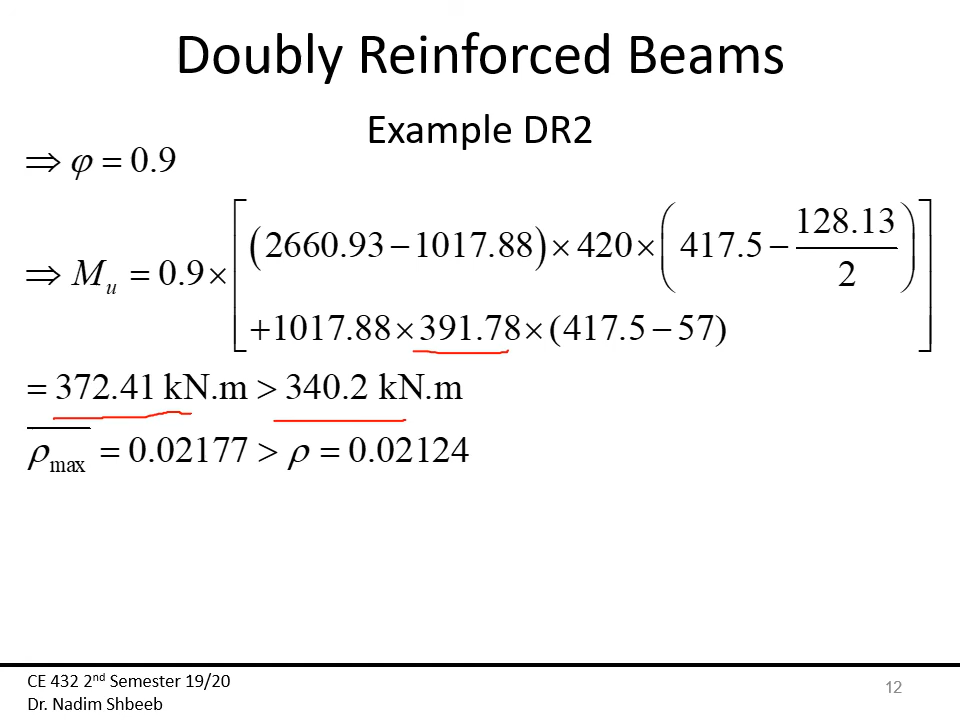 Doubly Reinforced Beams
Example DR2
⇒ φ = 0.9
⇒ M_u = 0.9 × [ (2660.93 − 1017.88) × 420 × ( 417.5 − 128.13/2 )
+1017.88 × 391.78 × (417.5 − 57) ]
= 372.41 kN.m > 340.2 kN.m
ρ̅_max = 0.02177 > ρ = 0.02124
CE 432 2nd Semester 19/20
Dr. Nadim Shbeeb
12